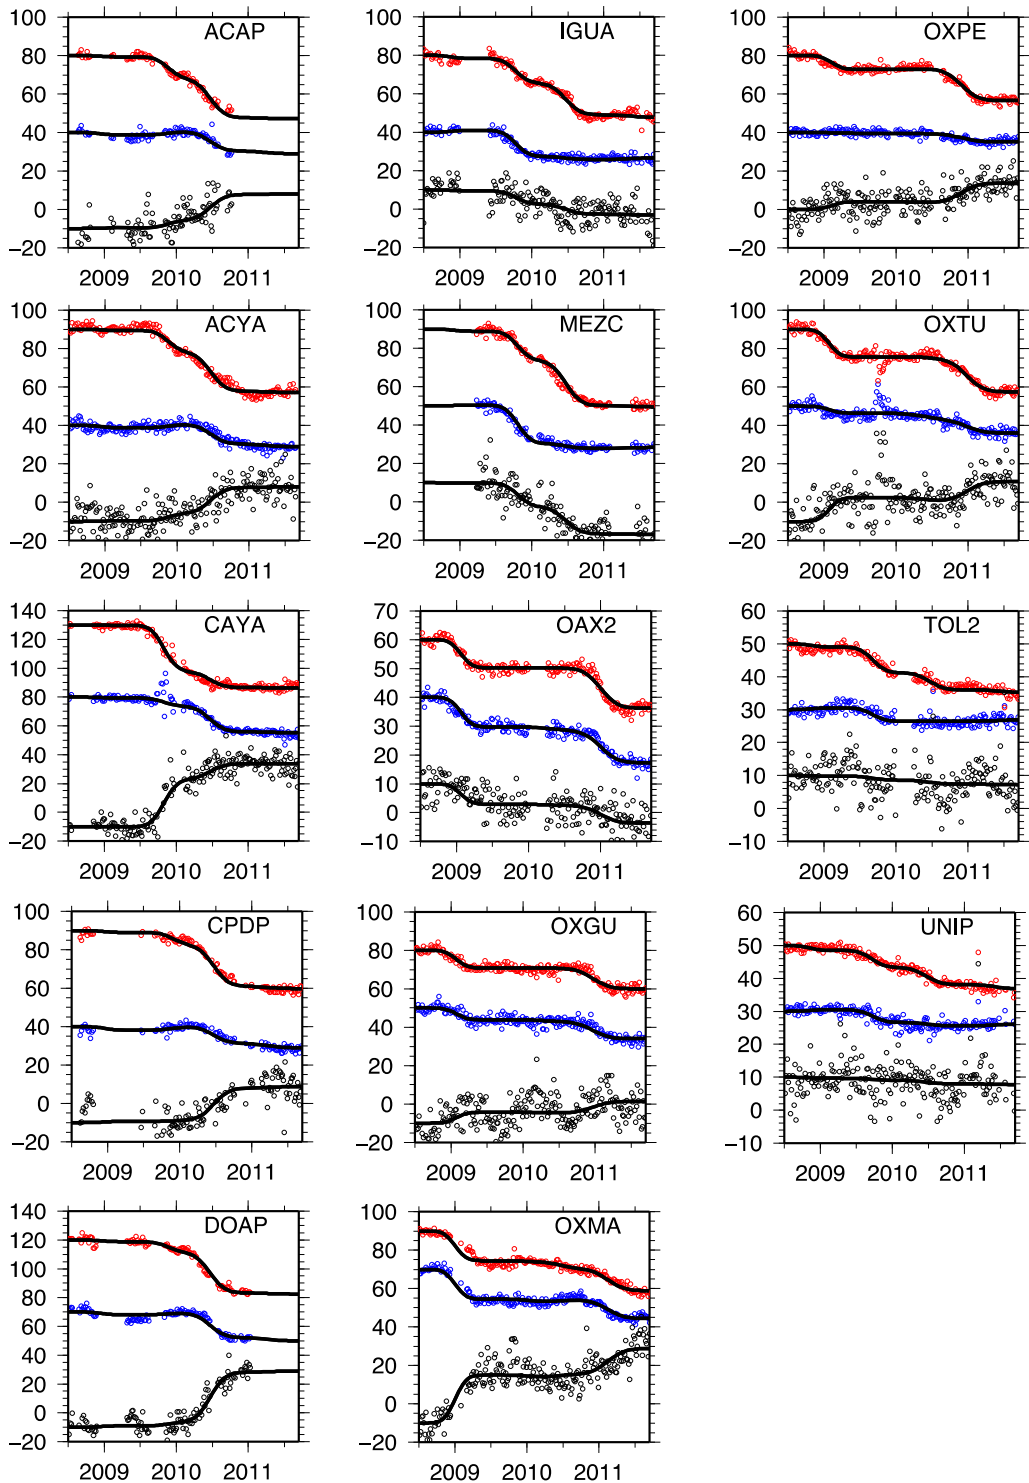 100 ACAP 100 IGUA 100 OXPE
80 80 80
60 60 60
40 40 40
20 20 20
0 0 0
−20 −20 −20
2009 2010 2011 2009 2010 2011 2009 2010 2011
100 ACYA 100 MEZC 100 OXTU
80 80 80
60 60 60
40 40 40
20 20 20
0 0 0
−20 −20 −20
2009 2010 2011 2009 2010 2011 2009 2010 2011
140 CAYA 70 OAX2 60 TOL2
120 60 50
100 50 40
80 40 30
60 30 20
40 20 10
20 10 0
0 0 −10
−20 −10
2009 2010 2011 2009 2010 2011 2009 2010 2011
100 CPDP 100 OXGU 60 UNIP
80 80 50
60 60 40
40 40 30
20 20 20
0 0 10
−20 −20 0
−10
2009 2010 2011 2009 2010 2011 2009 2010 2011
140 DOAP 100 OXMA
120 80
100 60
80 40
60 20
40 0
20 −20
0
−20
2009 2010 2011 2009 2010 2011